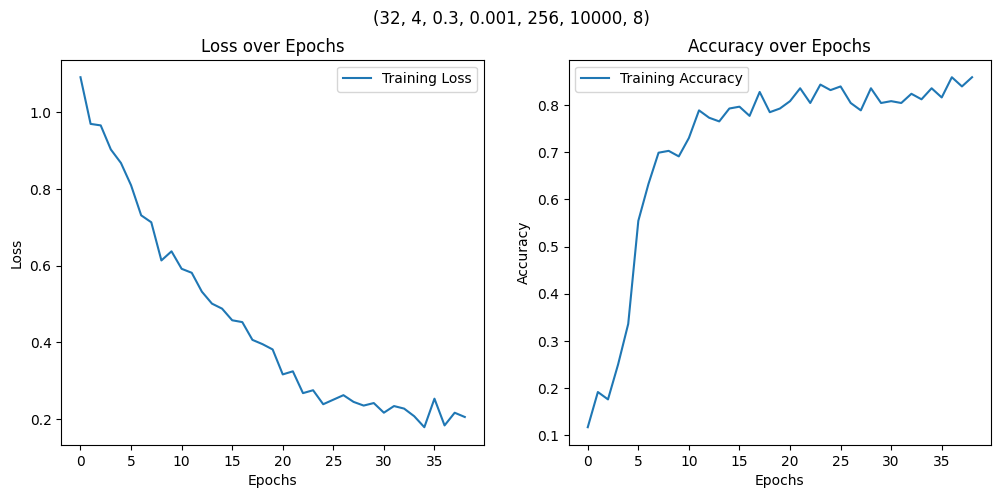 (32, 4, 0.3, 0.001, 256, 10000, 8)
Loss over Epochs
Training Loss
1.0
0.8
0.6
0.4
0.2
Loss
0 5 10 15 20 25 30 35
Epochs
Accuracy over Epochs
Training Accuracy
0.8
0.7
0.6
0.5
0.4
0.3
0.2
0.1
Accuracy
0 5 10 15 20 25 30 35
Epochs